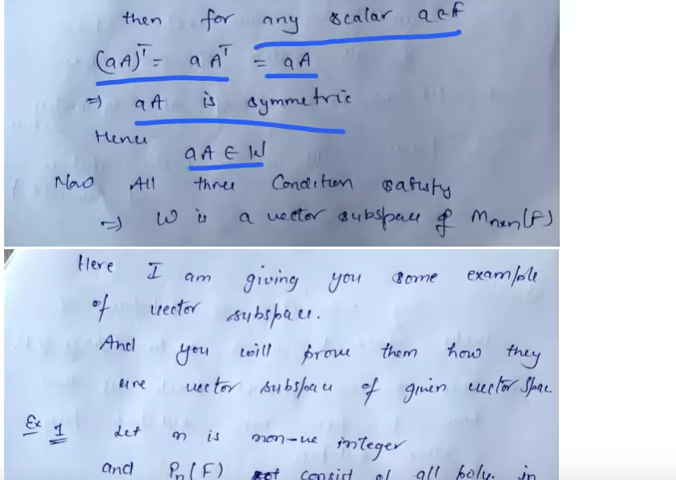 then for any scalar a∈F
(aA)ᵀ = aAᵀ = aA
⇒ aA is symmetric
Hence
aA ∈ W
Now All three Condition satisfy
⇒ W is a vector subspace of Mnxn(F)
Here I am giving you some example
of vector subspace.
And you will prove them how they
are vector subspace of given vector space
Ex 1 Let n is non-ve integer
and Pn(F) consist of all poly. in